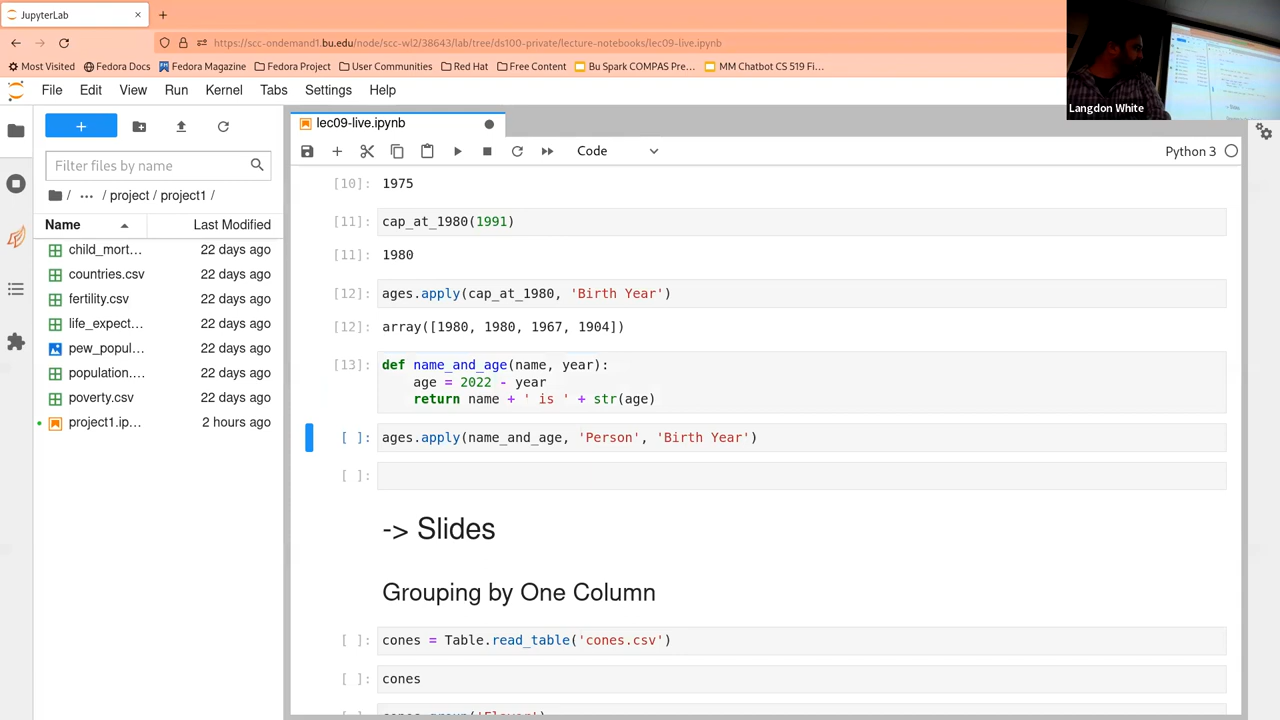 JupyterLab
https://scc-ondemand1.bu.edu/node/scc-wl2/38643/lab/tree/ds100-private/lecture-notebooks/lec09-live.ipynb
Most Visited Fedora Docs Fedora Magazine Fedora Project User Communities Red Hat Free Content Bu Spark COMPAS Pre… MM Chatbot CS 519 Fi…
Langdon White
File Edit View Run Kernel Tabs Settings Help
lec09-live.ipynb
Filter files by name
Code
Python 3
/ … / project / project1 /
Name Last Modified
child_mort… 22 days ago
countries.csv 22 days ago
fertility.csv 22 days ago
life_expect… 22 days ago
pew_popul… 22 days ago
population.… 22 days ago
poverty.csv 22 days ago
project1.ip… 2 hours ago
[10]: 1975
[11]: cap_at_1980(1991)
[11]: 1980
[12]: ages.apply(cap_at_1980, 'Birth Year')
[12]: array([1980, 1980, 1967, 1904])
[13]: def name_and_age(name, year):
age = 2022 - year
return name + ' is ' + str(age)
[ ]: ages.apply(name_and_age, 'Person', 'Birth Year')
[ ]:
-> Slides
Grouping by One Column
[ ]: cones = Table.read_table('cones.csv')
[ ]: cones
[ ]: cones.group('Flavor')